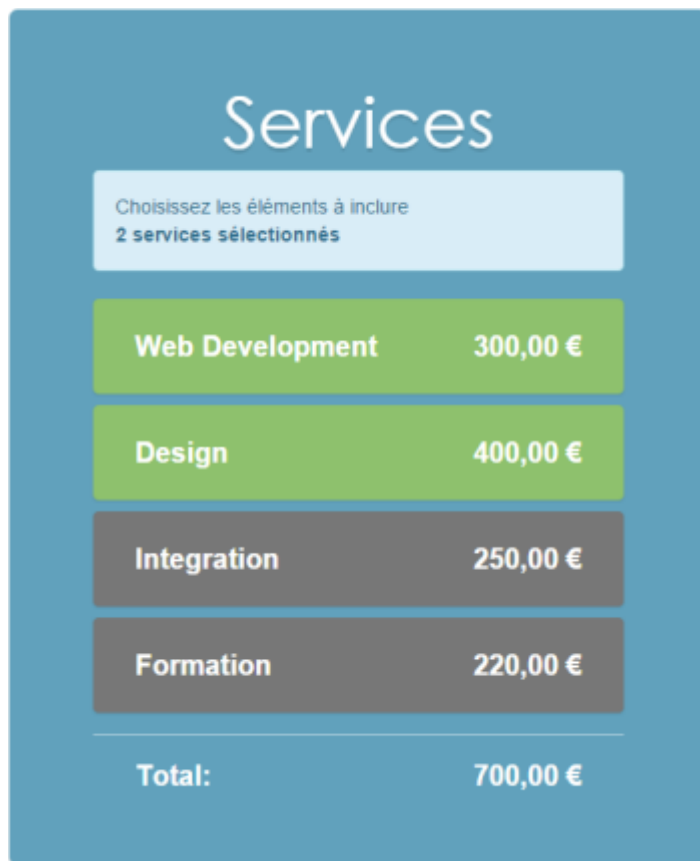 Services
Choisissez les éléments à inclure
2 services sélectionnés
Web Development 300,00 €
Design 400,00 €
Integration 250,00 €
Formation 220,00 €
Total: 700,00 €